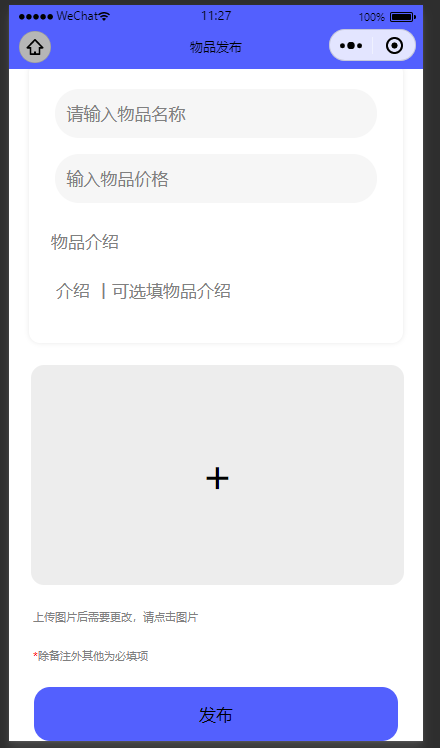 WeChat 11:27 100%
物品发布
请输入物品名称
输入物品价格
物品介绍
介绍 | 可选填物品介绍
+
上传图片后需要更改，请点击图片
*除备注外其他为必填项
发布